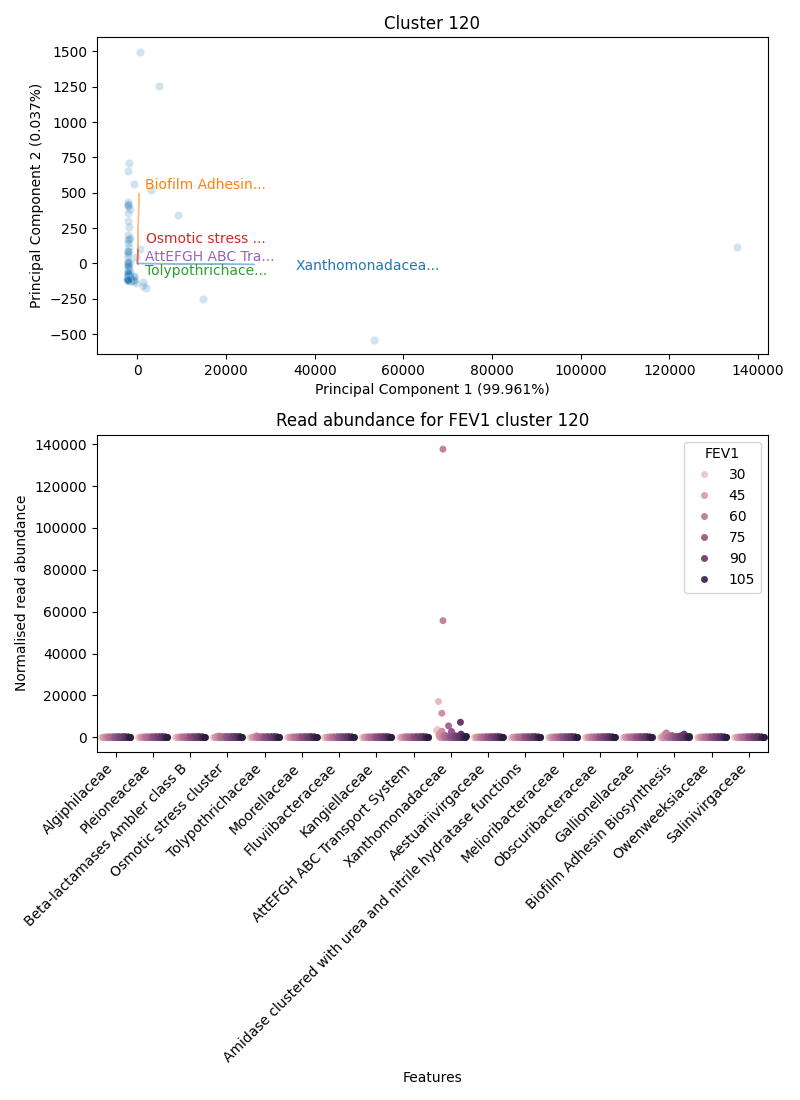 Cluster 120
1500
1250
1000
750
500
250
0
−250
−500
Principal Component 2 (0.037%)
Biofilm Adhesin...
Osmotic stress ...
AttEFGH ABC Tra...
Tolypothrichace...
Xanthomonadacea...
0 20000 40000 60000 80000 100000 120000 140000
Principal Component 1 (99.961%)
Read abundance for FEV1 cluster 120
140000
120000
100000
80000
60000
40000
20000
0
Normalised read abundance
FEV1
30
45
60
75
90
105
Algiphilaceae
Pleioneaceae
Beta-lactamases Ambler class B
Osmotic stress cluster
Tolypothrichaceae
Moorellaceae
Fluviibacteraceae
Kangiellaceae
AttEFGH ABC Transport System
Xanthomonadaceae
Aestuariivirgaceae
Amidase clustered with urea and nitrile hydratase functions
Melioribacteraceae
Obscuribacteraceae
Gallionellaceae
Biofilm Adhesin Biosynthesis
Owenweeksiaceae
Salinivirgaceae
Features